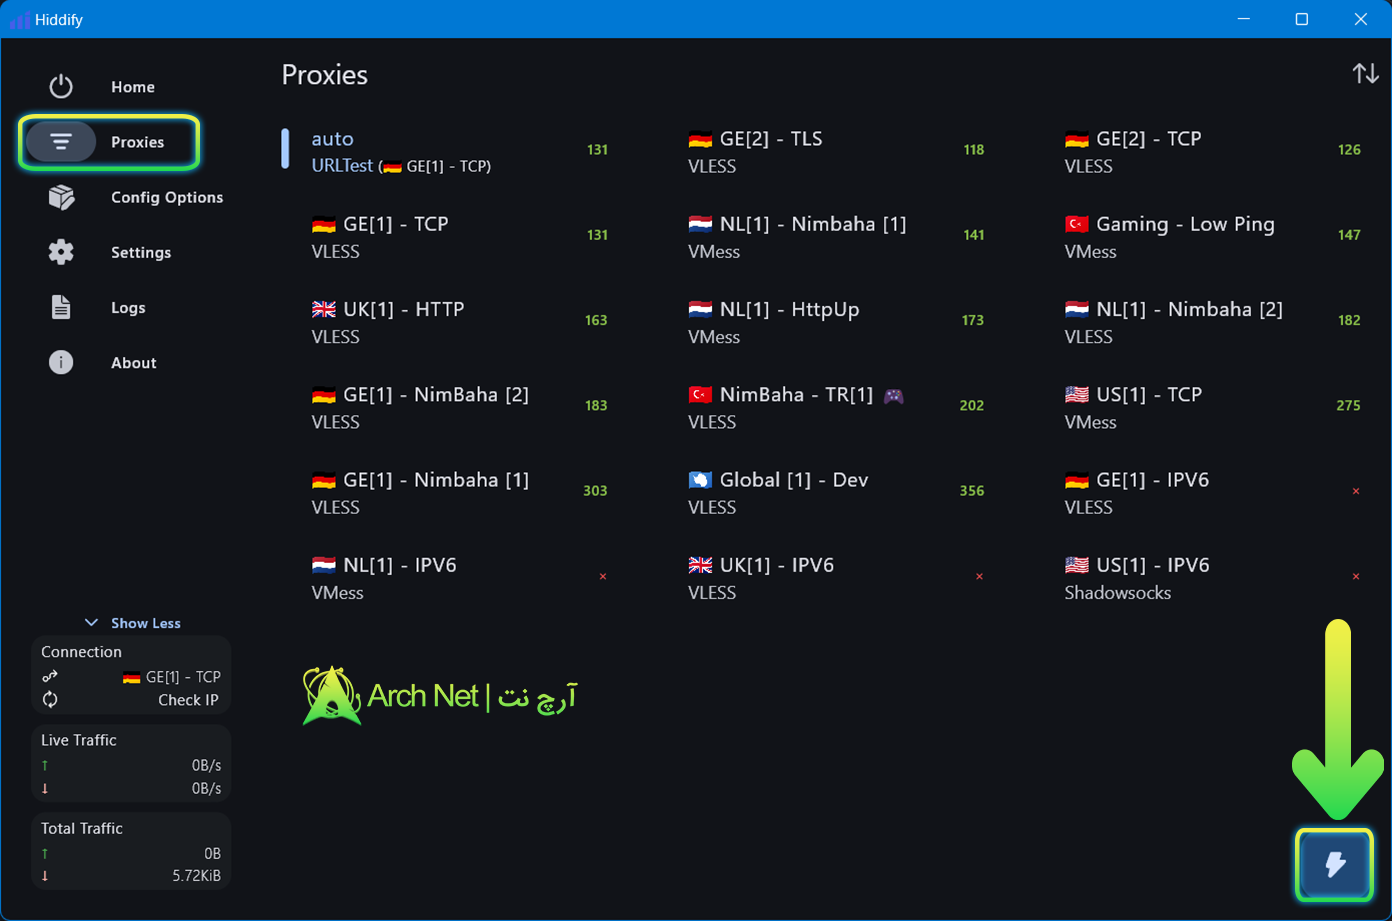 Hiddify
Home
Proxies
Config Options
Settings
Logs
About
Show Less
Connection
GE[1] - TCP
Check IP
Live Traffic
↑ 0B/s
↓ 0B/s
Total Traffic
↑ 0B
↓ 5.72KiB
Proxies
auto
URLTest (🇩🇪 GE[1] - TCP)
131
GE[2] - TLS
VLESS
118
GE[2] - TCP
VLESS
126
GE[1] - TCP
VLESS
131
NL[1] - Nimbaha [1]
VMess
141
Gaming - Low Ping
VMess
147
UK[1] - HTTP
VLESS
163
NL[1] - HttpUp
VMess
173
NL[1] - Nimbaha [2]
VLESS
182
GE[1] - NimBaha [2]
VLESS
183
NimBaha - TR[1] 🎮
VLESS
202
US[1] - TCP
VMess
275
GE[1] - Nimbaha [1]
VLESS
303
Global [1] - Dev
VLESS
356
GE[1] - IPV6
VLESS
×
NL[1] - IPV6
VMess
×
UK[1] - IPV6
VLESS
×
US[1] - IPV6
Shadowsocks
×
Arch Net | آرچ نت